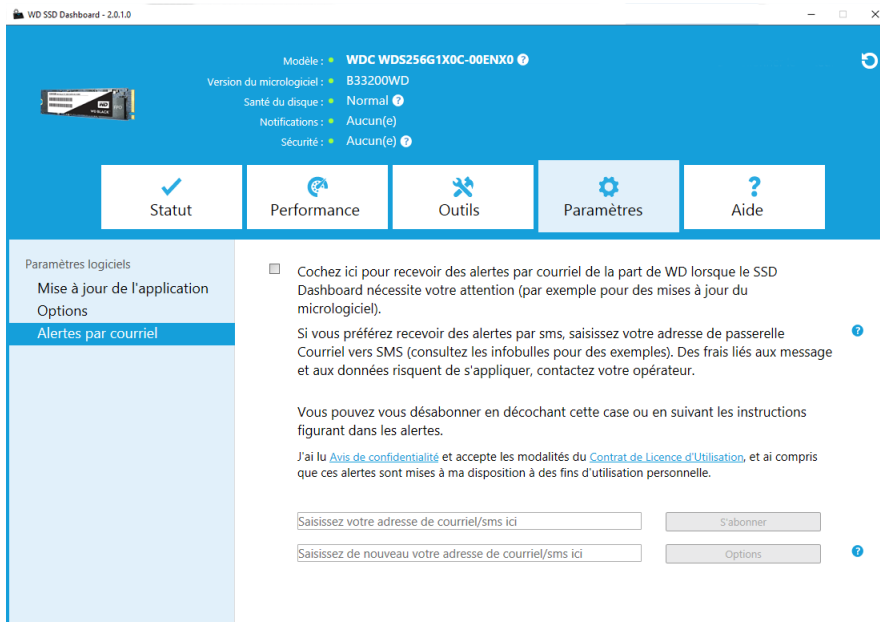 WD SSD Dashboard - 2.0.1.0
Modèle : WDC WDS256G1X0C-00ENX0 ?
Version du micrologiciel : B33200WD
Santé du disque : Normal ?
Notifications : Aucun(e)
Sécurité : Aucun(e) ?
WD
WD BLACK
Statut
Performance
Outils
Paramètres
Aide
Paramètres logiciels
Mise à jour de l'application
Options
Alertes par courriel
Cochez ici pour recevoir des alertes par courriel de la part de WD lorsque le SSD
Dashboard nécessite votre attention (par exemple pour des mises à jour du
micrologiciel).
Si vous préférez recevoir des alertes par sms, saisissez votre adresse de passerelle
Courriel vers SMS (consultez les infobulles pour des exemples). Des frais liés aux message
et aux données risquent de s'appliquer, contactez votre opérateur.
Vous pouvez vous désabonner en décochant cette case ou en suivant les instructions
figurant dans les alertes.
J'ai lu Avis de confidentialité et accepte les modalités du Contrat de Licence d'Utilisation, et ai compris
que ces alertes sont mises à ma disposition à des fins d'utilisation personnelle.
Saisissez votre adresse de courriel/sms ici
S'abonner
Saisissez de nouveau votre adresse de courriel/sms ici
Options